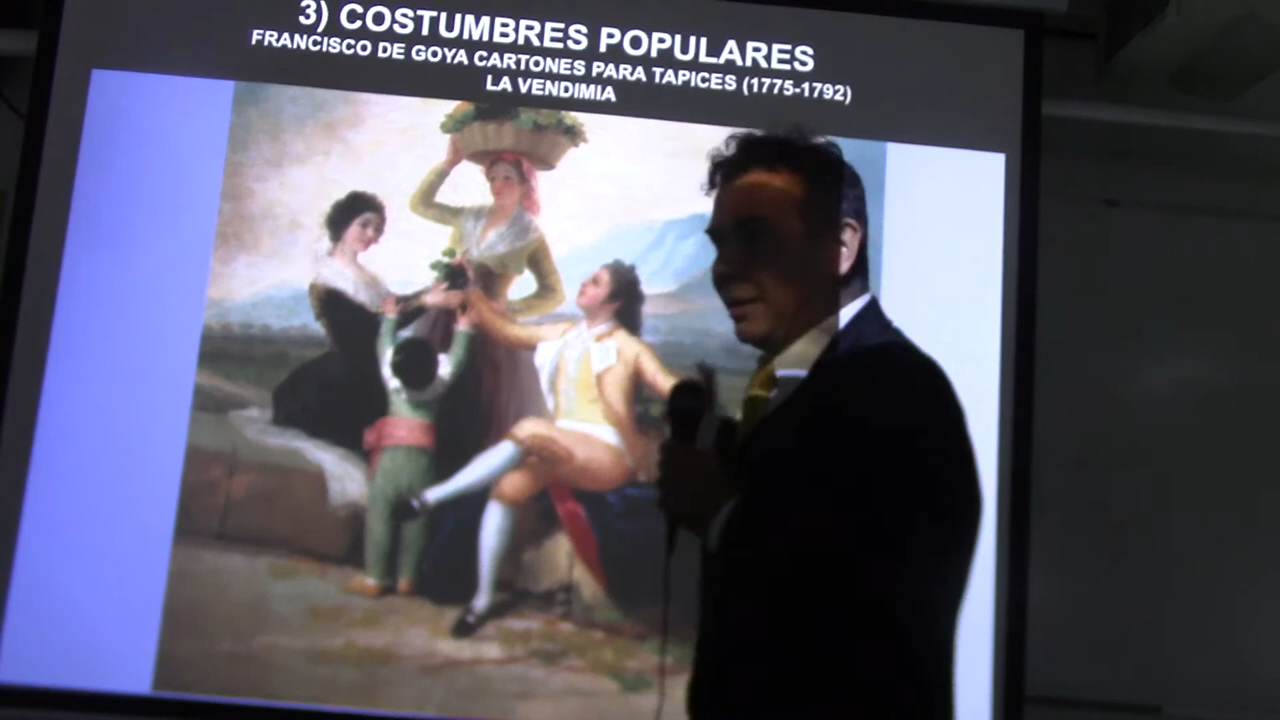 3) COSTUMBRES POPULARES
FRANCISCO DE GOYA CARTONES PARA TAPICES (1775-1792)
LA VENDIMIA